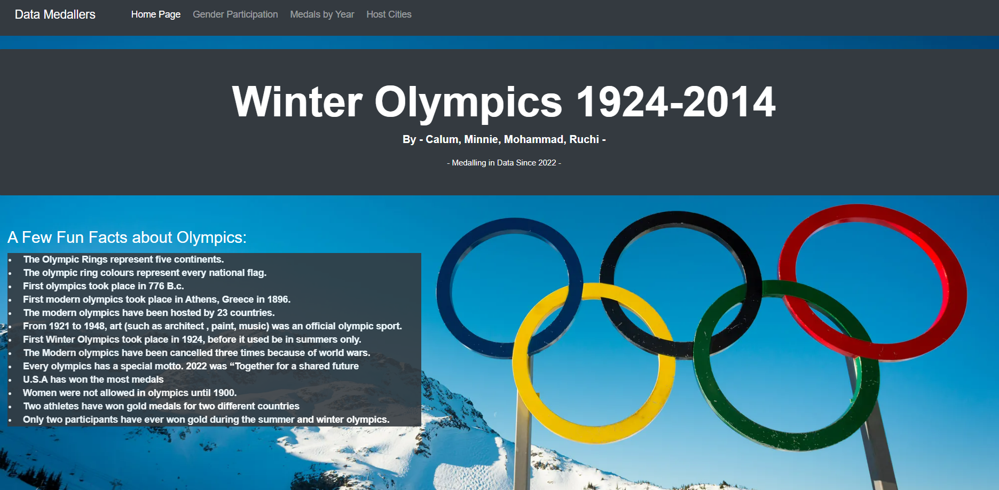 Data Medallers Home Page Gender Participation Medals by Year Host Cities
Winter Olympics 1924-2014
By - Calum, Minnie, Mohammad, Ruchi -
- Medalling in Data Since 2022 -
A Few Fun Facts about Olympics:
• The Olympic Rings represent five continents.
• The olympic ring colours represent every national flag.
• First olympics took place in 776 B.c.
• First modern olympics took place in Athens, Greece in 1896.
• The modern olympics have been hosted by 23 countries.
• From 1921 to 1948, art (such as architect , paint, music) was an official olympic sport.
• First Winter Olympics took place in 1924, before it used be in summers only.
• The Modern olympics have been cancelled three times because of world wars.
• Every olympics has a special motto. 2022 was “Together for a shared future
• U.S.A has won the most medals
• Women were not allowed in olympics until 1900.
• Two athletes have won gold medals for two different countries
• Only two participants have ever won gold during the summer and winter olympics.